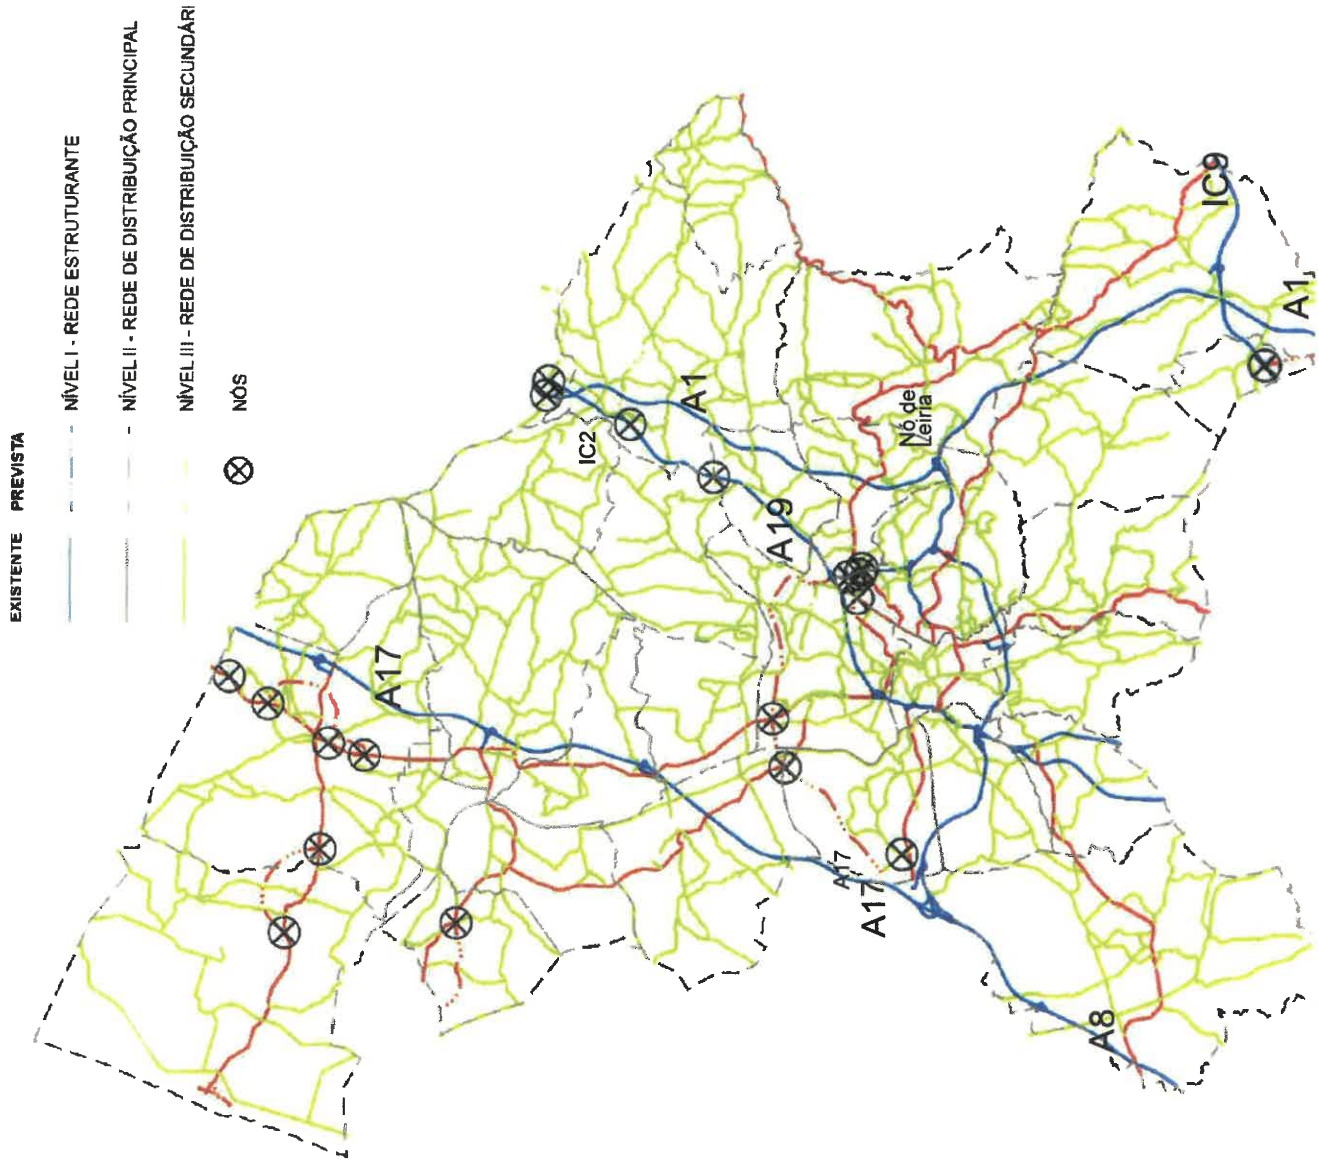 EXISTENTE PREVISTA
NÍVEL I - REDE ESTRUTURANTE
NÍVEL II - REDE DE DISTRIBUIÇÃO PRINCIPAL
NÍVEL III - REDE DE DISTRIBUIÇÃO SECUNDÁRI
NÓS
IC9
A1
A1
IC2
Nó de
Leiria
A19
A17
A17
A17
A8